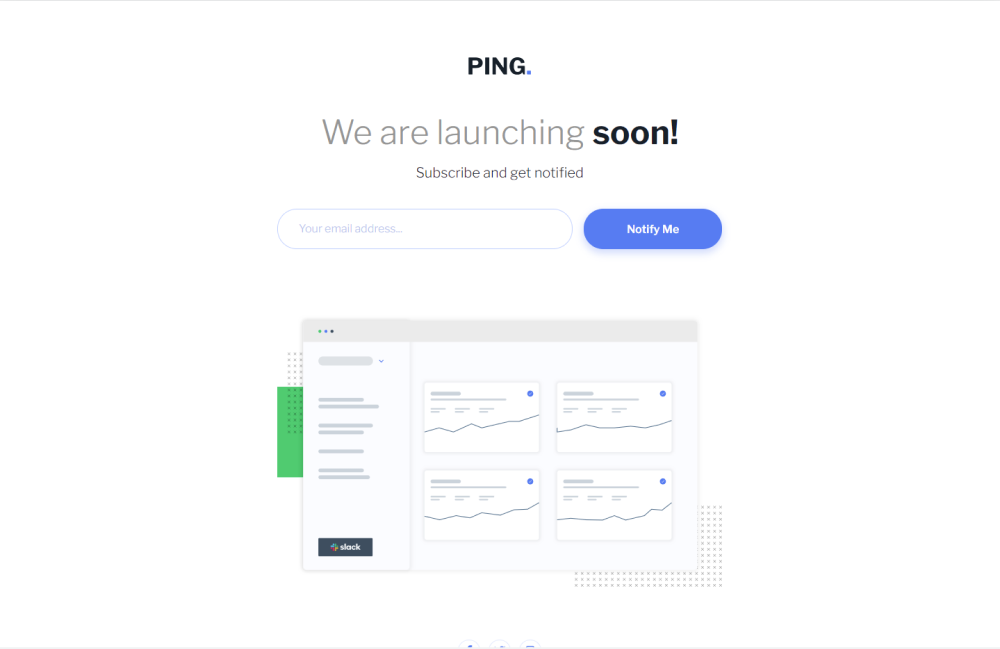 PING.
We are launching soon!
Subscribe and get notified
Your email address...
Notify Me
slack